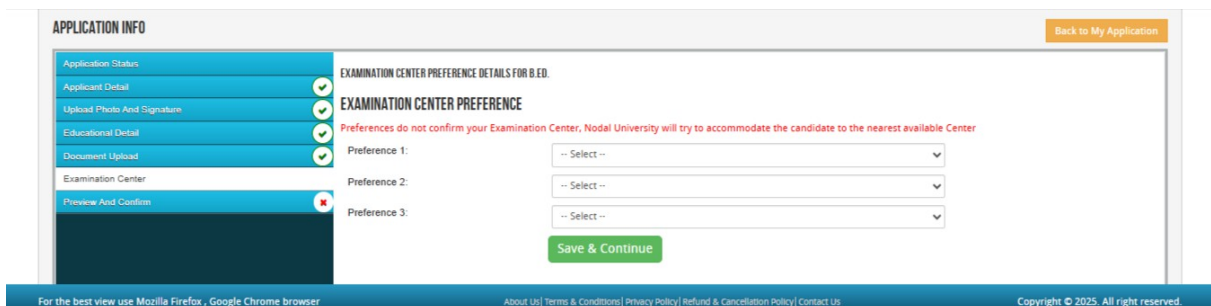 APPLICATION INFO
Back to My Application
Application Status
Applicant Detail
Upload Photo And Signature
Educational Detail
Document Upload
Examination Center
Preview And Confirm
EXAMINATION CENTER PREFERENCE DETAILS FOR B.ED.
EXAMINATION CENTER PREFERENCE
Preferences do not confirm your Examination Center, Nodal University will try to accommodate the candidate to the nearest available Center
Preference 1: -- Select --
Preference 2: -- Select --
Preference 3: -- Select --
Save & Continue
For the best view use Mozilla Firefox , Google Chrome browser
About Us| Terms & Conditions| Privacy Policy| Refund & Cancellation Policy| Contact Us
Copyright © 2025. All right reserved.